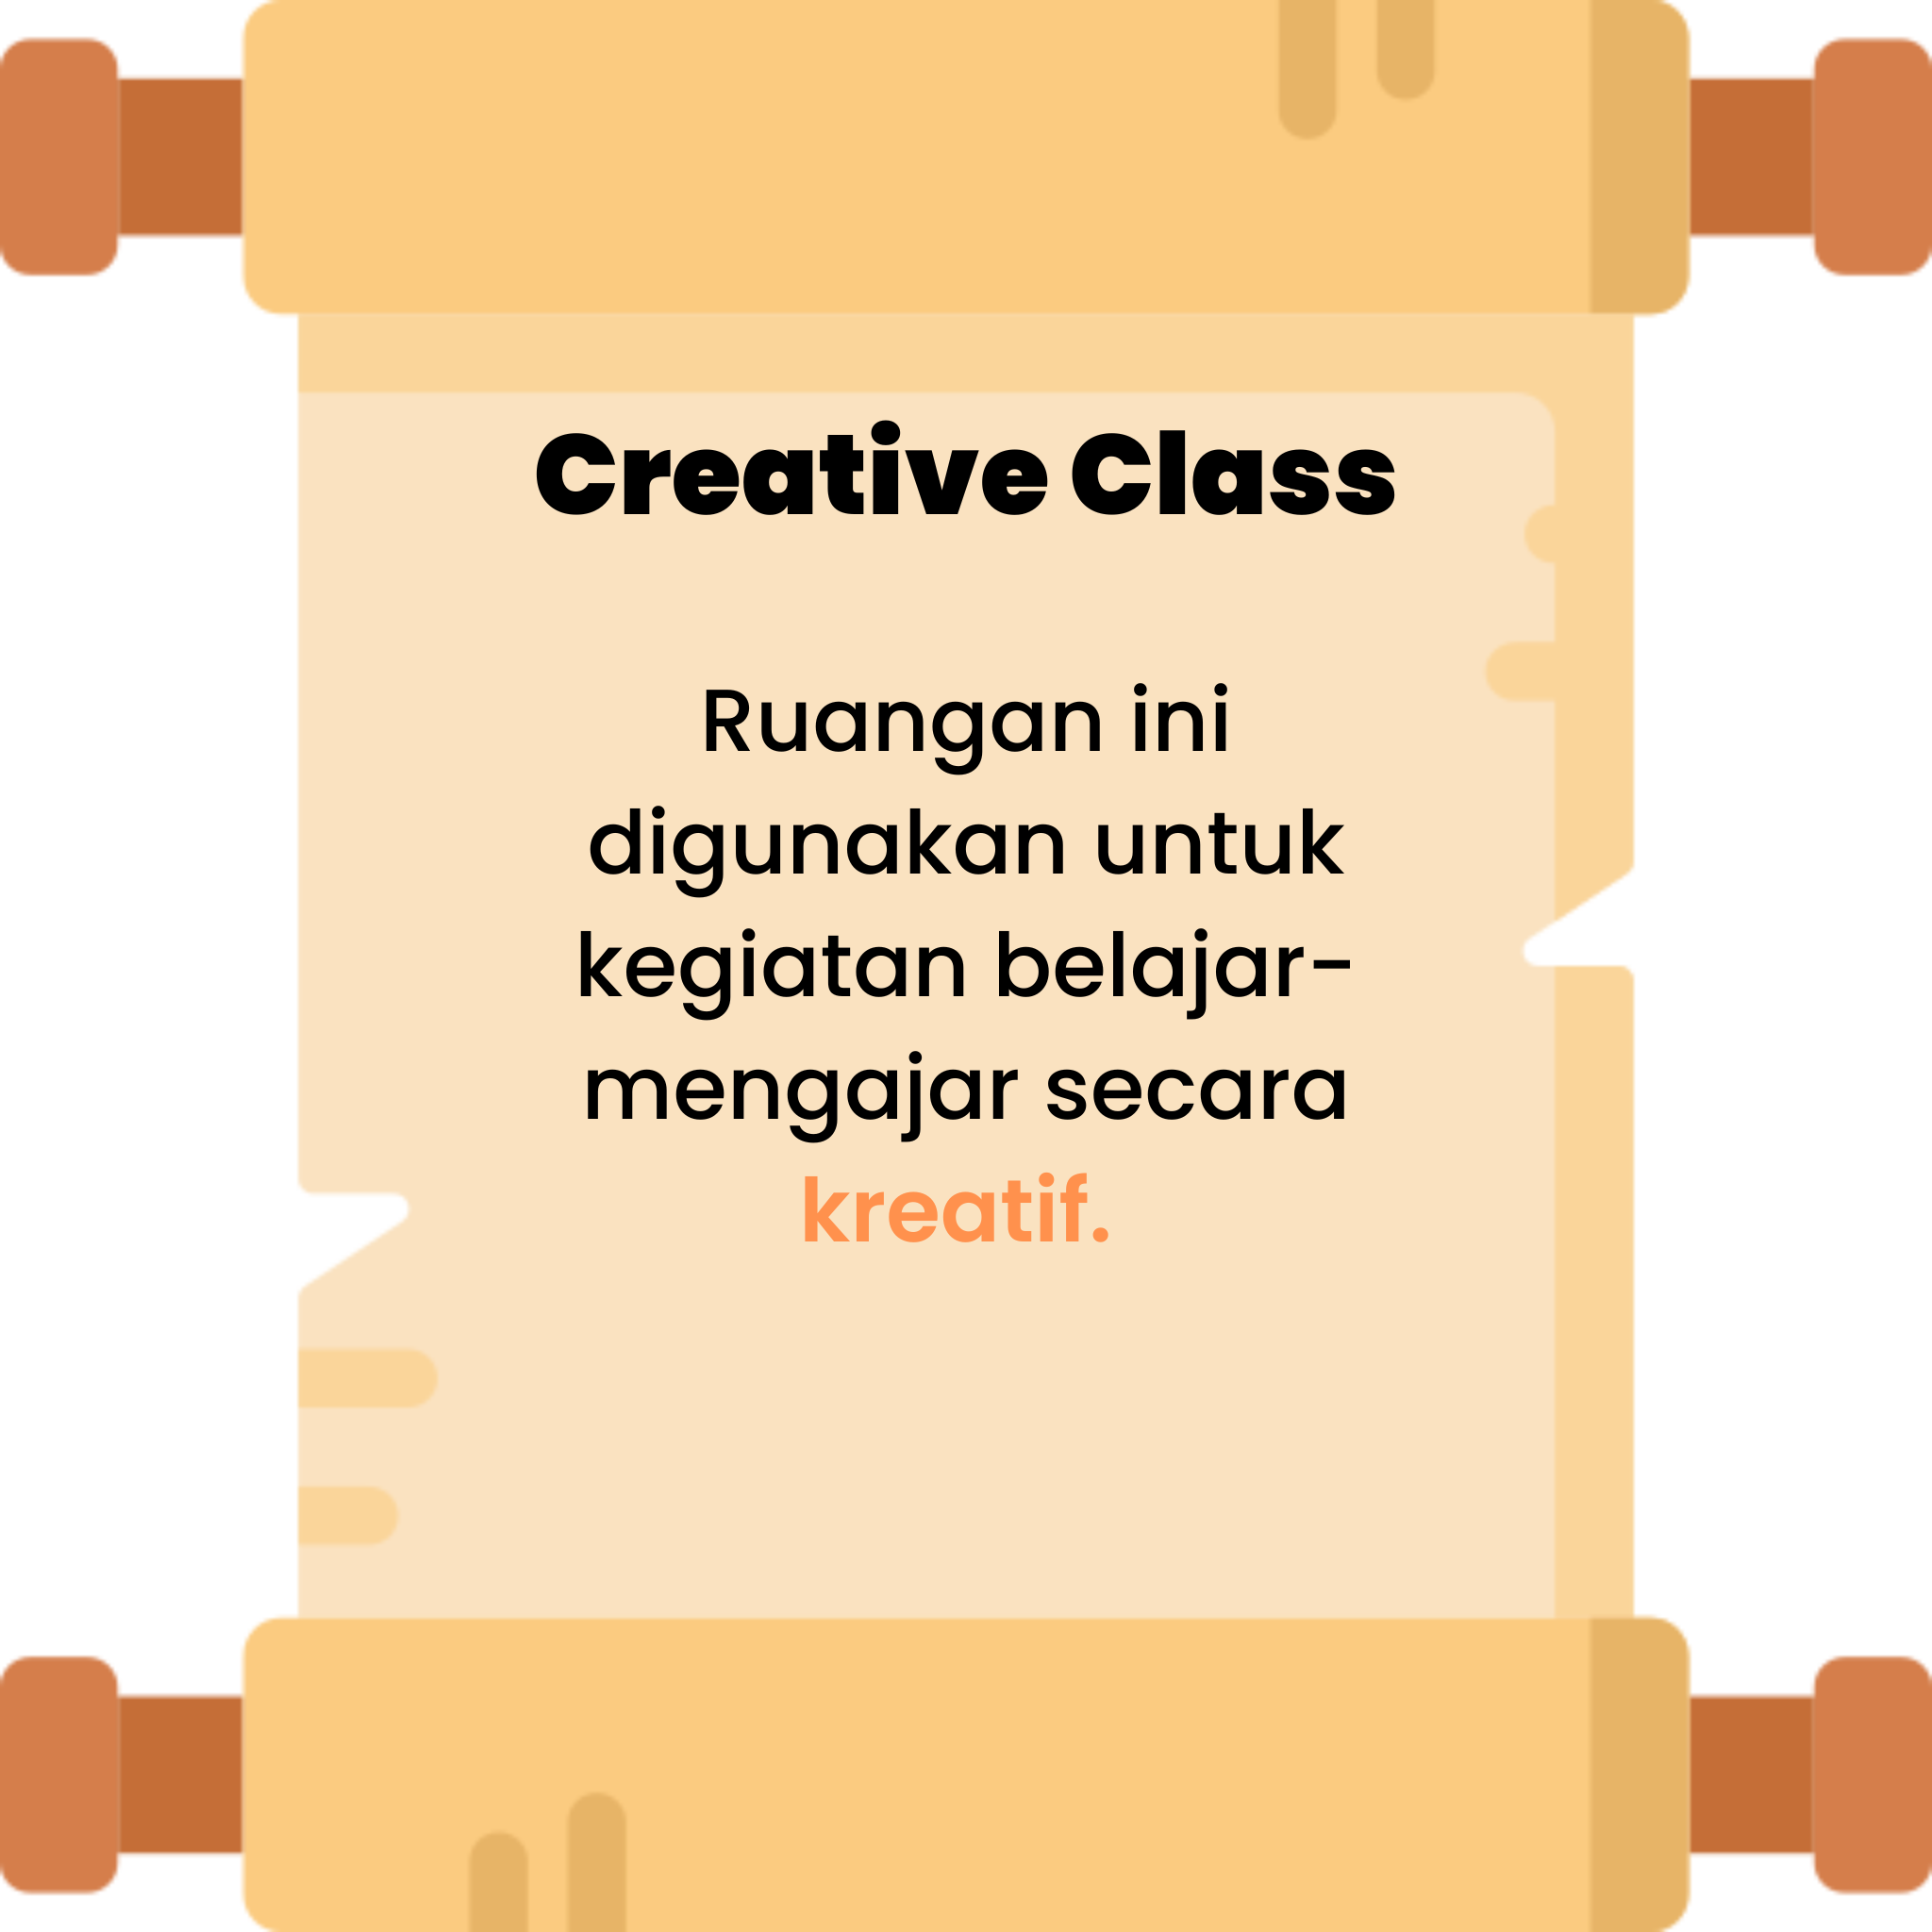 Creative Class
Ruangan ini
digunakan untuk
kegiatan belajar-
mengajar secara
kreatif.